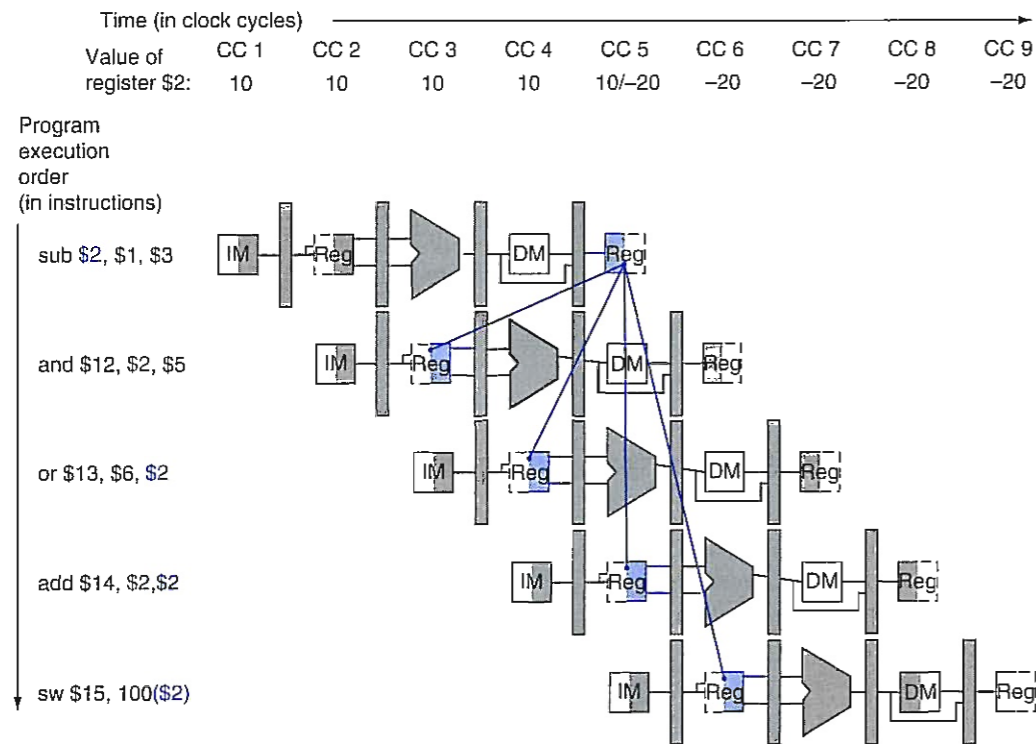 Time (in clock cycles)
Value of register $2:
CC 1 CC 2 CC 3 CC 4 CC 5 CC 6 CC 7 CC 8 CC 9
10 10 10 10 10/–20 –20 –20 –20 –20
Program
execution
order
(in instructions)
sub $2, $1, $3
IM Reg DM Reg
and $12, $2, $5
IM Reg DM Reg
or $13, $6, $2
IM Reg DM Reg
add $14, $2,$2
IM Reg DM Reg
sw $15, 100($2)
IM Reg DM Reg